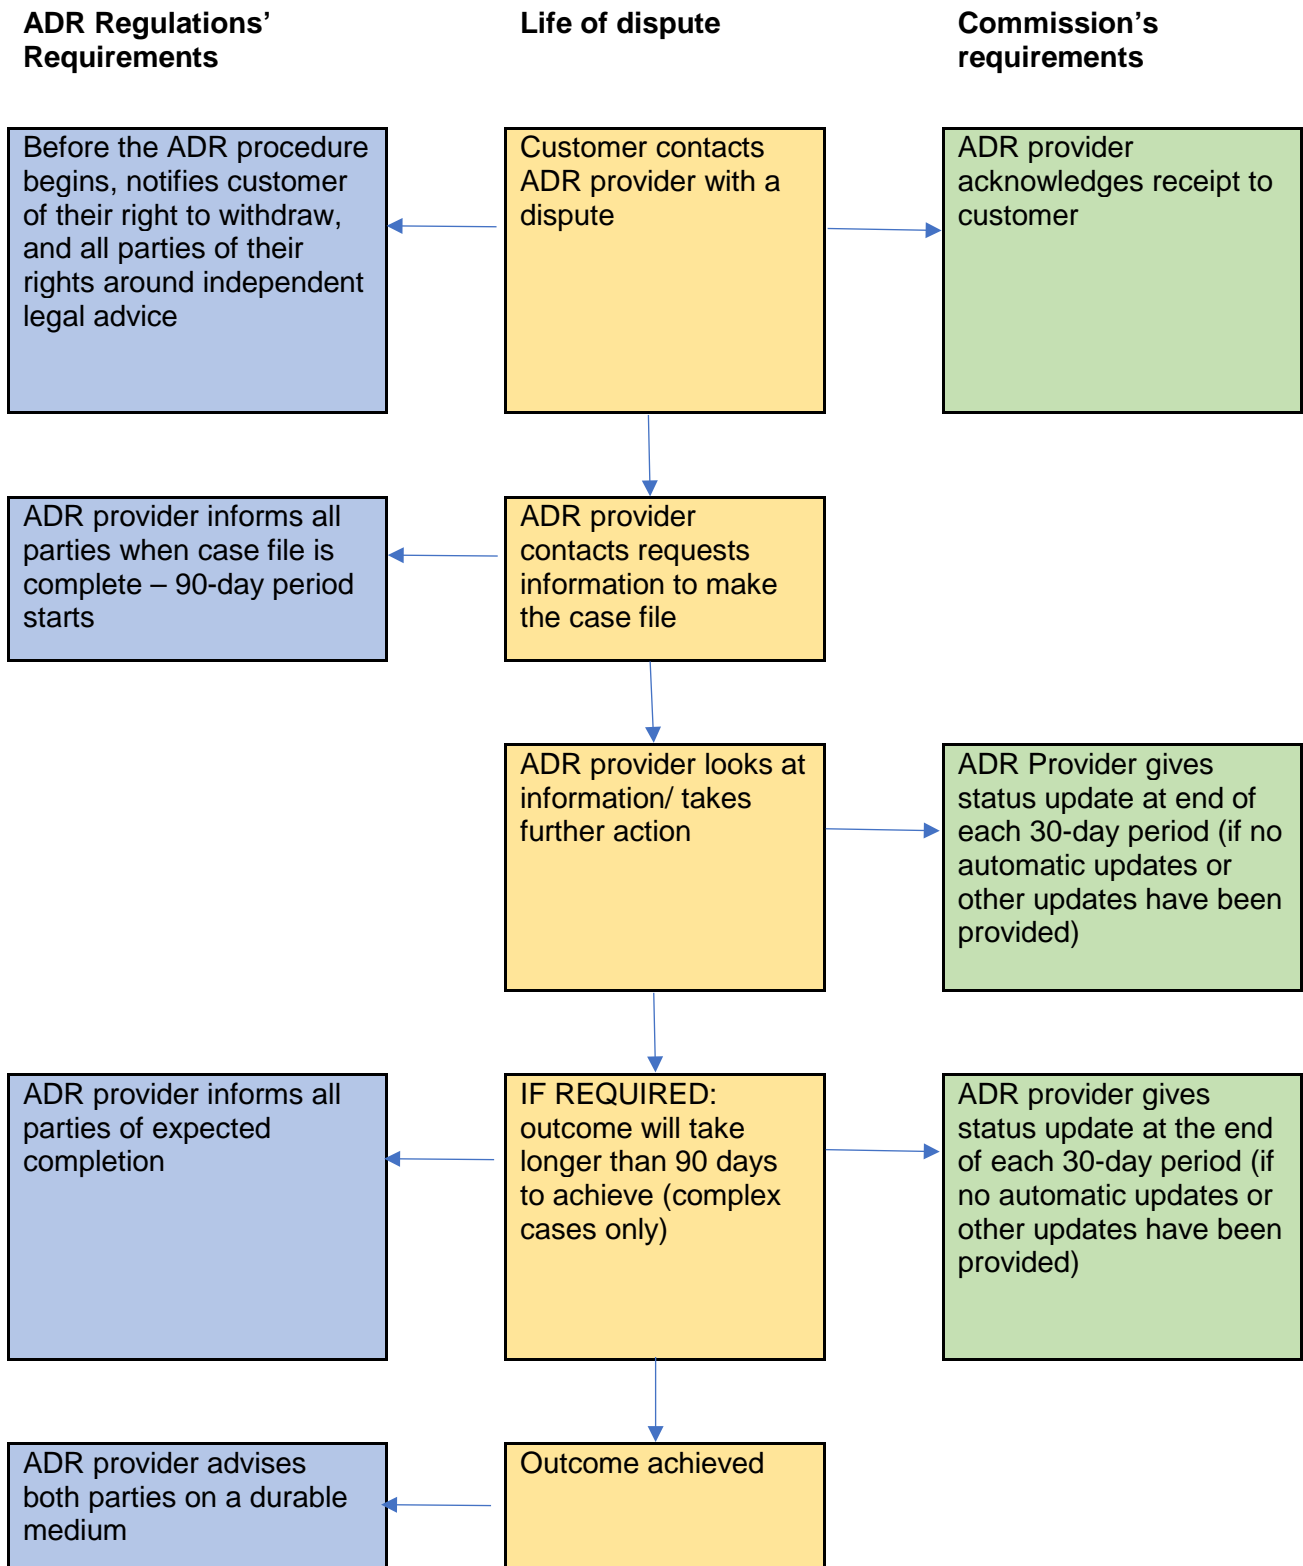 ADR Regulations’
Requirements
Life of dispute
Commission’s
requirements
Before the ADR procedure
begins, notifies customer
of their right to withdraw,
and all parties of their
rights around independent
legal advice
Customer contacts
ADR provider with a
dispute
ADR provider
acknowledges receipt to
customer
ADR provider informs all
parties when case file is
complete – 90-day period
starts
ADR provider
contacts requests
information to make
the case file
ADR provider looks at
information/ takes
further action
ADR Provider gives
status update at end of
each 30-day period (if no
automatic updates or
other updates have been
provided)
ADR provider informs all
parties of expected
completion
IF REQUIRED:
outcome will take
longer than 90 days
to achieve (complex
cases only)
ADR provider gives
status update at the end
of each 30-day period (if
no automatic updates or
other updates have been
provided)
ADR provider advises
both parties on a durable
medium
Outcome achieved